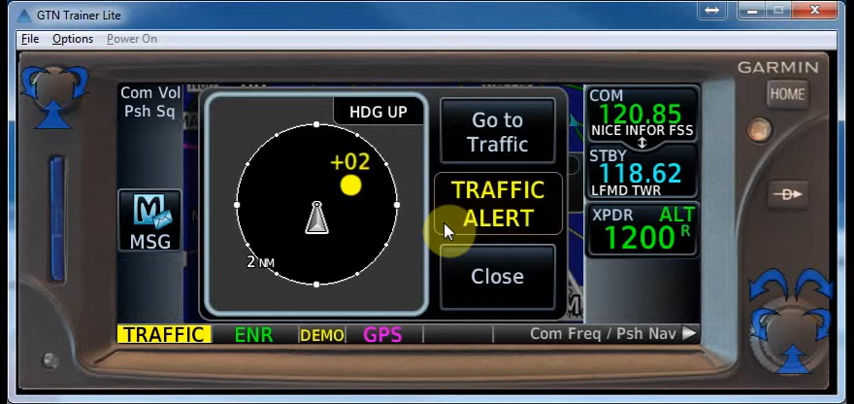 GTN Trainer Lite
File Options Power On
GARMIN
Com Vol
Psh Sq
HDG UP
+02
2 NM
Go to
Traffic
TRAFFIC
ALERT
Close
COM
120.85
NICE INFOR FSS
STBY
118.62
LFMD TWR
XPDR ALT
1200 R
HOME
MSG
TRAFFIC ENR DEMO GPS Com Freq / Psh Nav